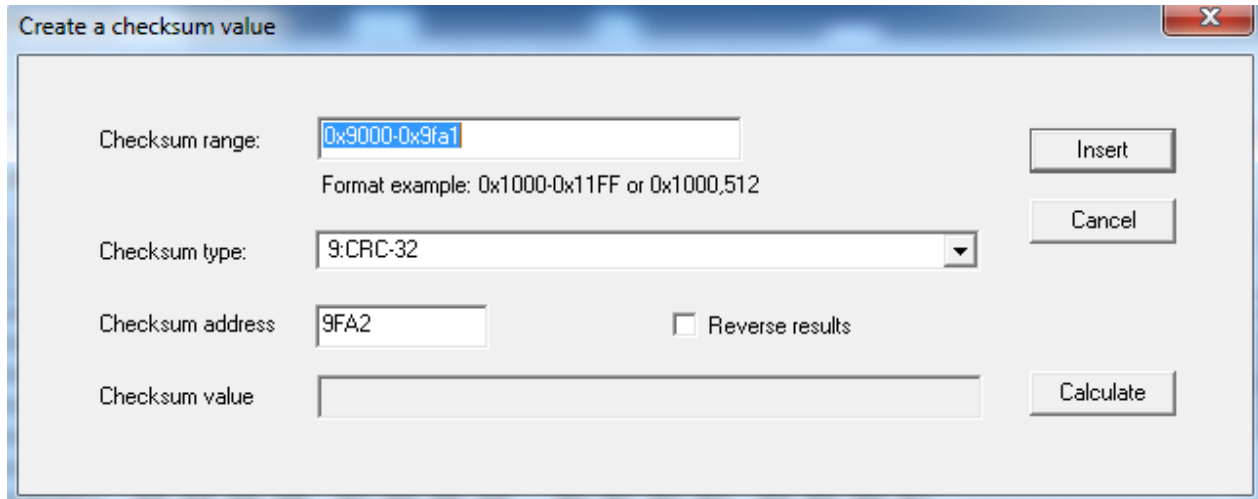 Create a checksum value
Checksum range:
0x9000-0x9fa1
Insert
Format example: 0x1000-0x11FF or 0x1000,512
Cancel
Checksum type:
9:CRC-32
Checksum address
9FA2
Reverse results
Checksum value
Calculate